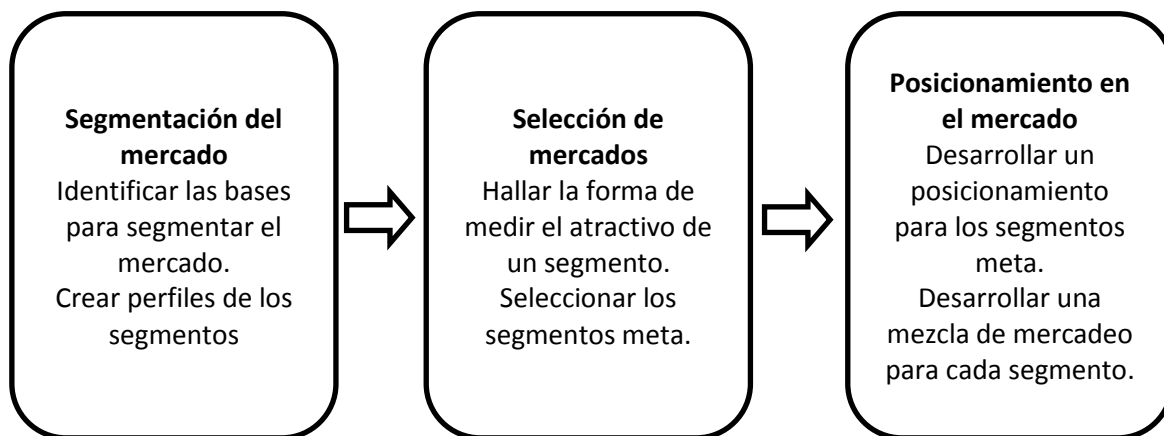 Segmentación del
mercado
Identificar las bases
para segmentar el
mercado.
Crear perfiles de los
segmentos
Selección de
mercados
Hallar la forma de
medir el atractivo de
un segmento.
Seleccionar los
segmentos meta.
Posicionamiento en
el mercado
Desarrollar un
posicionamiento
para los segmentos
meta.
Desarrollar una
mezcla de mercadeo
para cada segmento.